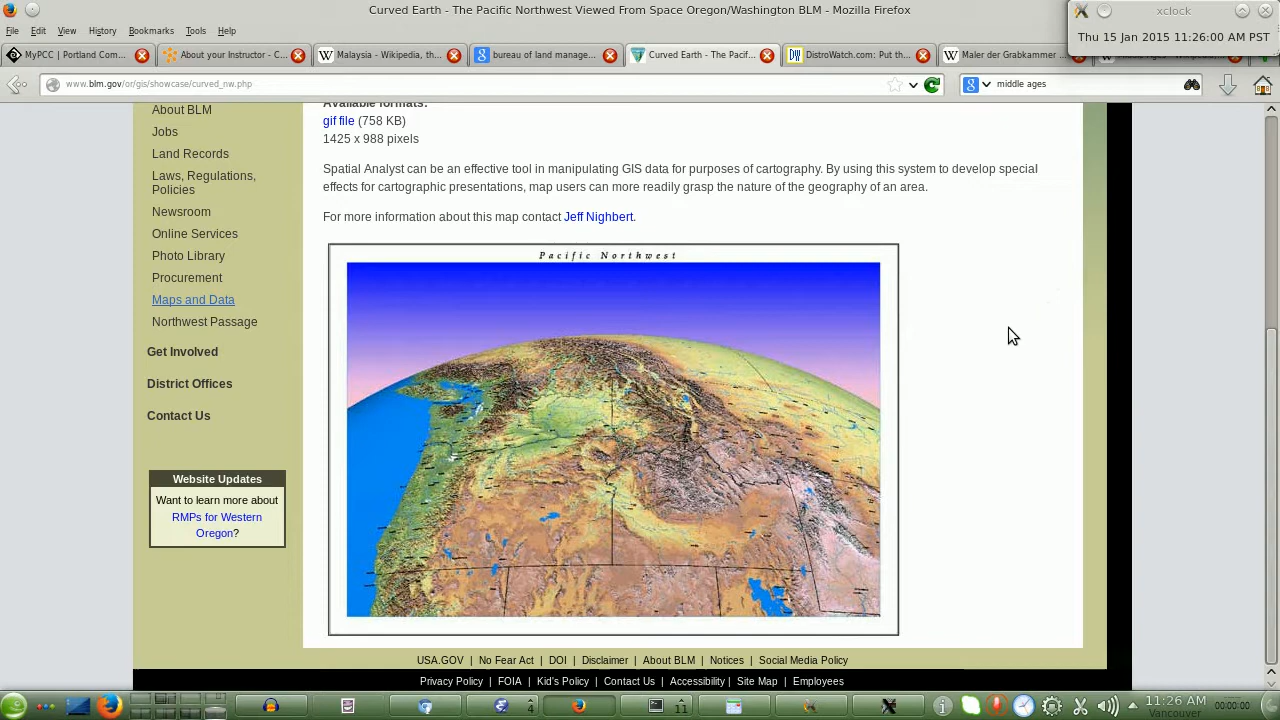 Curved Earth - The Pacific Northwest Viewed From Space Oregon/Washington BLM - Mozilla Firefox
xclock
File Edit View History Bookmarks Tools Help
Thu 15 Jan 2015 11:26:00 AM PST
MyPCC | Portland Com...
About your Instructor - C...
Malaysia - Wikipedia, th...
bureau of land manage...
Curved Earth - The Pacif...
DistroWatch.com: Put th...
Maler der Grabkammer
www.blm.gov/or/gis/showcase/curved_nw.php
middle ages
About BLM
Jobs
Land Records
Laws, Regulations,
Policies
Newsroom
Online Services
Photo Library
Procurement
Maps and Data
Northwest Passage
Get Involved
District Offices
Contact Us
Website Updates
Want to learn more about
RMPs for Western
Oregon?
Available formats:
gif file (758 KB)
1425 x 988 pixels
Spatial Analyst can be an effective tool in manipulating GIS data for purposes of cartography. By using this system to develop special
effects for cartographic presentations, map users can more readily grasp the nature of the geography of an area.
For more information about this map contact Jeff Nighbert.
Pacific Northwest
USA.GOV | No Fear Act | DOI | Disclaimer | About BLM | Notices | Social Media Policy
Privacy Policy | FOIA | Kid's Policy | Contact Us | Accessibility | Site Map | Employees
4
11
11:26 AM
Vancouver
00:00:00